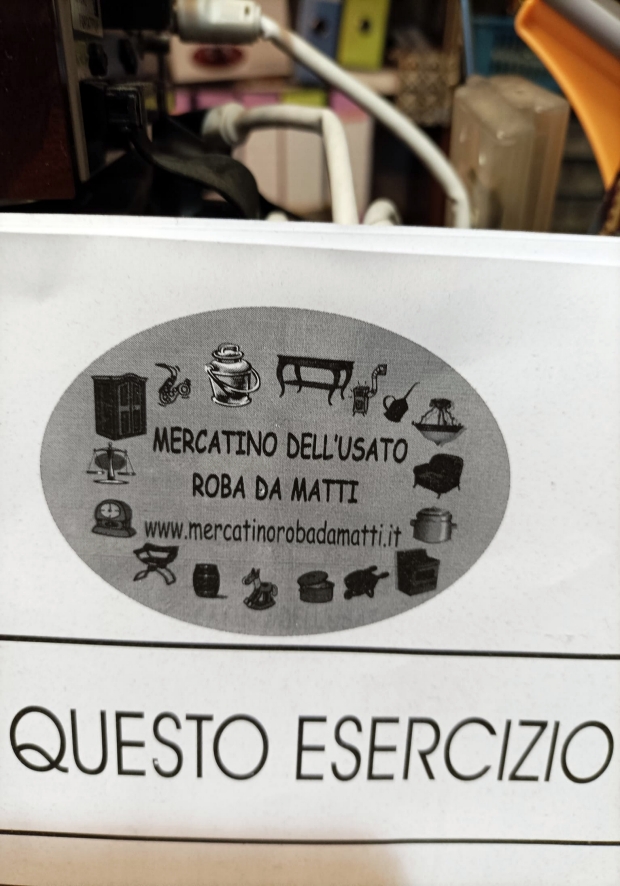 MERCATINO DELL'USATO
ROBA DA MATTI
www.mercatinorobadamatti.it
QUESTO ESERCIZIO